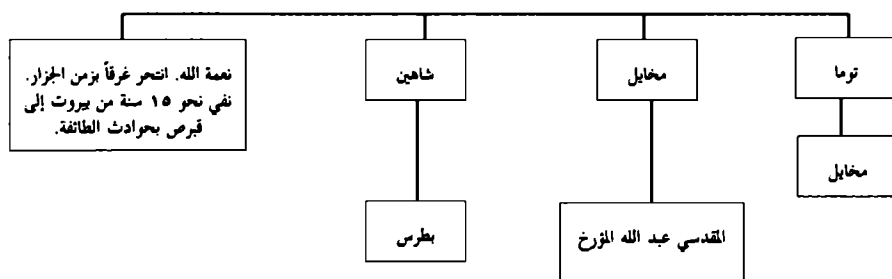 توما
مخايل
شاهين
نعمة الله. انتحر غرقاً بزمن الجزار.
نفي نحو ١٥ سنة من بيروت إلى
قبرص بحوادث الطائفة.
مخايل
المقدسي عبد الله المؤرخ
بطرس